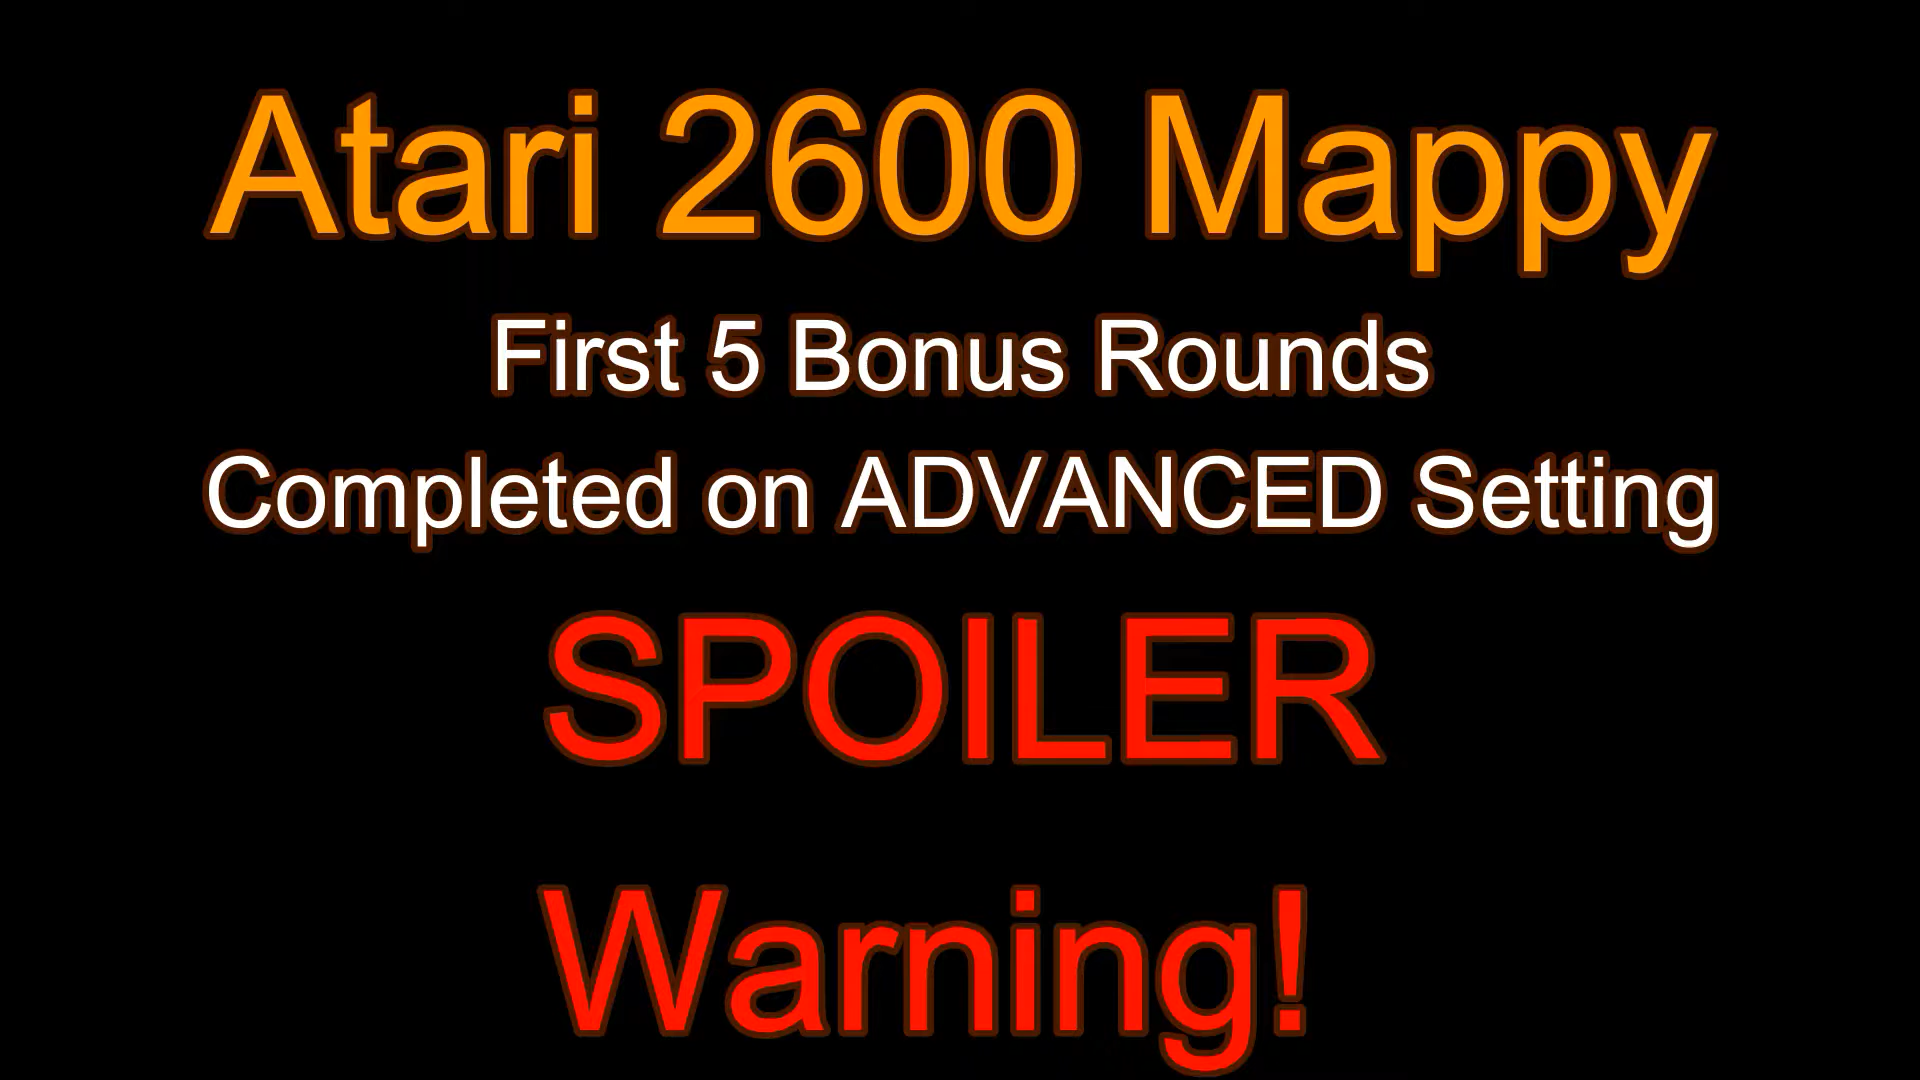 Atari 2600 Mappy
First 5 Bonus Rounds
Completed on ADVANCED Setting
SPOILER
Warning!